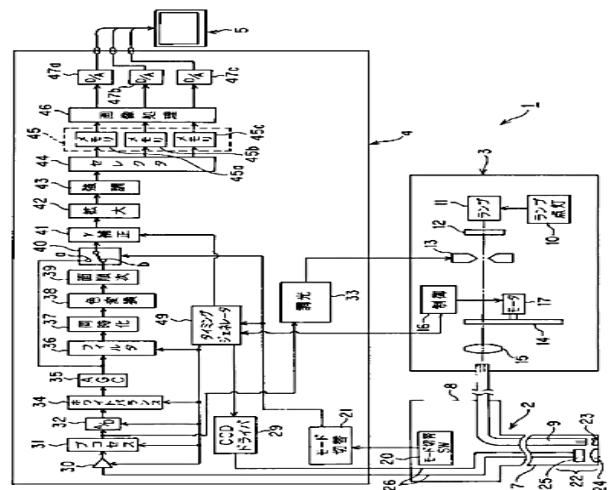 30
31 プロセス
32 A/D
34 ホワイトバランス
35 AGC
36 フィルタ
37 同時化
38 色変換
39 面順次
40 a b
41 γ補正
42 拡大
43 強調
44 セレクタ
45
メモリ 45a
メモリ 45b
メモリ 45c
46 画像処理
47a D/A
47b D/A
47c D/A
5
4
49 タイミングジェネレータ
33 調光
29 CCDドライバ
21 モード切替
20 モード切替SW
26
1
3
11 ランプ
12
13
10 ランプ点灯
16 制御
17 モータ
14
15
8
2
7
9
22
23
24
25